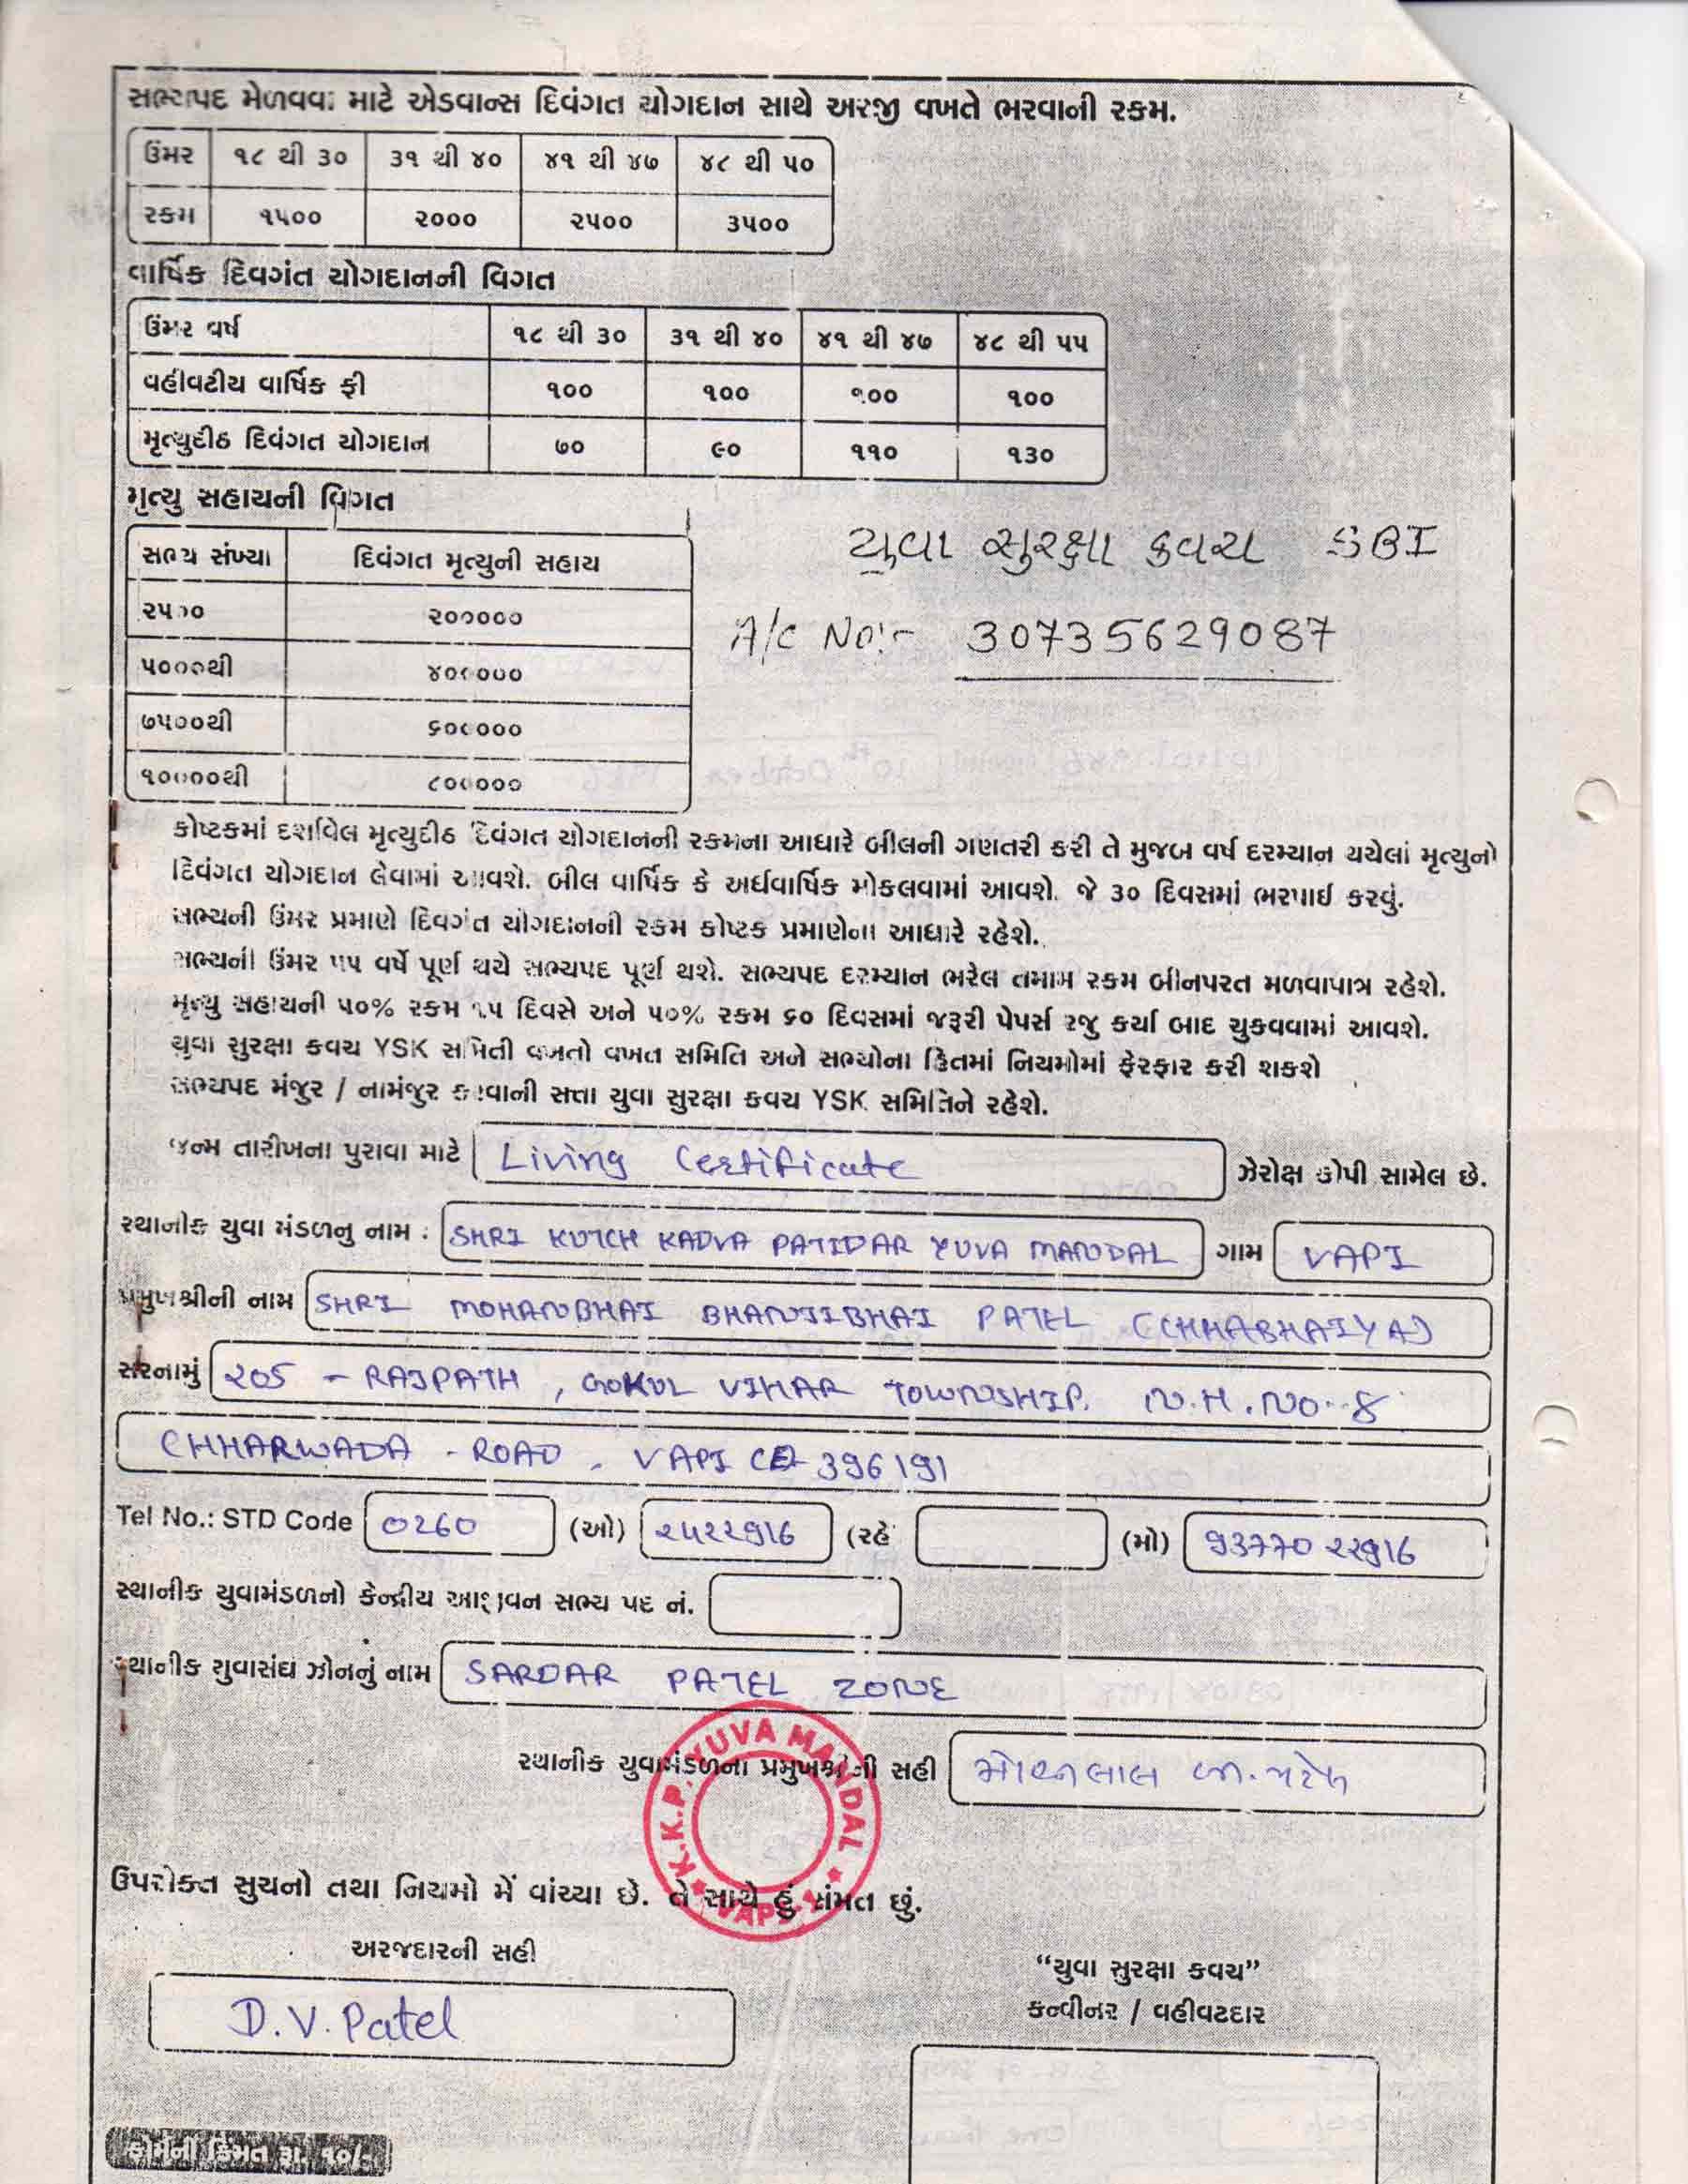 સભ્યપદ મેળવવા માટે એડવાન્સ દિવંગત યોગદાન સાથે અરજી વખતે ભરવાની રકમ.
ઉંમર ૧૮ થી ૩૦ ૩૧ થી ૪૦ ૪૧ થી ૪૭ ૪૮ થી ૫૦
રકમ ૧૫૦૦ ૨૦૦૦ ૨૫૦૦ ૩૫૦૦
વાર્ષિક દિવગંત યોગદાનની વિગત
ઉંમર વર્ષ ૧૮ થી ૩૦ ૩૧ થી ૪૦ ૪૧ થી ૪૭ ૪૮ થી ૫૫
વહીવટીય વાર્ષિક ફી ૧૦૦ ૧૦૦ ૧૦૦ ૧૦૦
મૃત્યુદીઠ દિવંગત યોગદાન ૭૦ ૯૦ ૧૧૦ ૧૩૦
મૃત્યુ સહાયની વિગત
સભ્ય સંખ્યા દિવંગત મૃત્યુની સહાય
૨૫૦૦ ૨૦૦૦૦૦
૫૦૦૦થી ૪૦૦૦૦૦
૭૫૦૦થી ૬૦૦૦૦૦
૧૦૦૦૦થી ૮૦૦૦૦૦
યુવા સુરક્ષા કવચ SBI
A/C No:- 30735629087
કોષ્ટકમાં દર્શાવેલ મૃત્યુદીઠ દિવંગત યોગદાનની રકમના આધારે બીલની ગણતરી કરી તે મુજબ વર્ષ દરમ્યાન થયેલાં મૃત્યુનો
દિવંગત યોગદાન લેવામાં આવશે. બીલ વાર્ષિક કે અર્ધવાર્ષિક મોકલવામાં આવશે. જે ૩૦ દિવસમાં ભરપાઈ કરવું.
સભ્યની ઉંમર પ્રમાણે દિવગંત યોગદાનની રકમ કોષ્ટક પ્રમાણેના આધારે રહેશે.
સભ્યની ઉંમર ૫૫ વર્ષે પૂર્ણ થયે સભ્યપદ પૂર્ણ થશે. સભ્યપદ દરમ્યાન ભરેલ તમામ રકમ બીનપરત મળવાપાત્ર રહેશે.
મૃત્યુ સહાયની ૫૦% રકમ ૧૫ દિવસે અને ૫૦% રકમ ૬૦ દિવસમાં જરૂરી પેપર્સ રજુ કર્યા બાદ ચુકવવામાં આવશે.
યુવા સુરક્ષા કવચ YSK સમિતી વખતો વખત સમિતિ અને સભ્યોના હિતમાં નિયમોમાં ફેરફાર કરી શકશે
સભ્યપદ મંજુર / નામંજુર કરવાની સત્તા યુવા સુરક્ષા કવચ YSK સમિતિને રહેશે.
જન્મ તારીખના પુરાવા માટે Living Certificate ઝેરોક્ષ કોપી સામેલ છે.
સ્થાનીક યુવા મંડળનુ નામ : SHRI KUTCH KADVA PATIDAR YUVA MANDAL ગામ VAPI
પ્રમુખશ્રીની નામ SHRI MOHANBHAI BHANJIBHAI PATEL (CHHABHAIYA)
સરનામું ૨05 - RAJPATH, GOKUL VIHAR TOWNSHIP. N.H.NO-8
CHHARWADA - ROAD - VAPI 396191
Tel No.: STD Code 0260 (ઓ) ૨૫૨૨916 (રહે (મો) 93770 ૨૨916
સ્થાનીક યુવામંડળનો કેન્દ્રીય આજીવન સભ્ય પદ નં.
સ્થાનીક યુવાસંઘ ઝોનનું નામ SARDAR PATEL ZONE
સ્થાનીક યુવામંડળના પ્રમુખશ્રીની સહી મોહનલાલ ભા. પટેલ
K.K.P. YUVA MANDAL VAPI
ઉપરોક્ત સુચનો તથા નિયમો મેં વાંચ્યા છે. તે સાથે હું સંમત છું.
અરજદારની સહી
D.V. Patel
“યુવા સુરક્ષા કવચ”
કન્વીનર / વહીવટદાર
ફોર્મની કિંમત રૂા. ૧૦/-